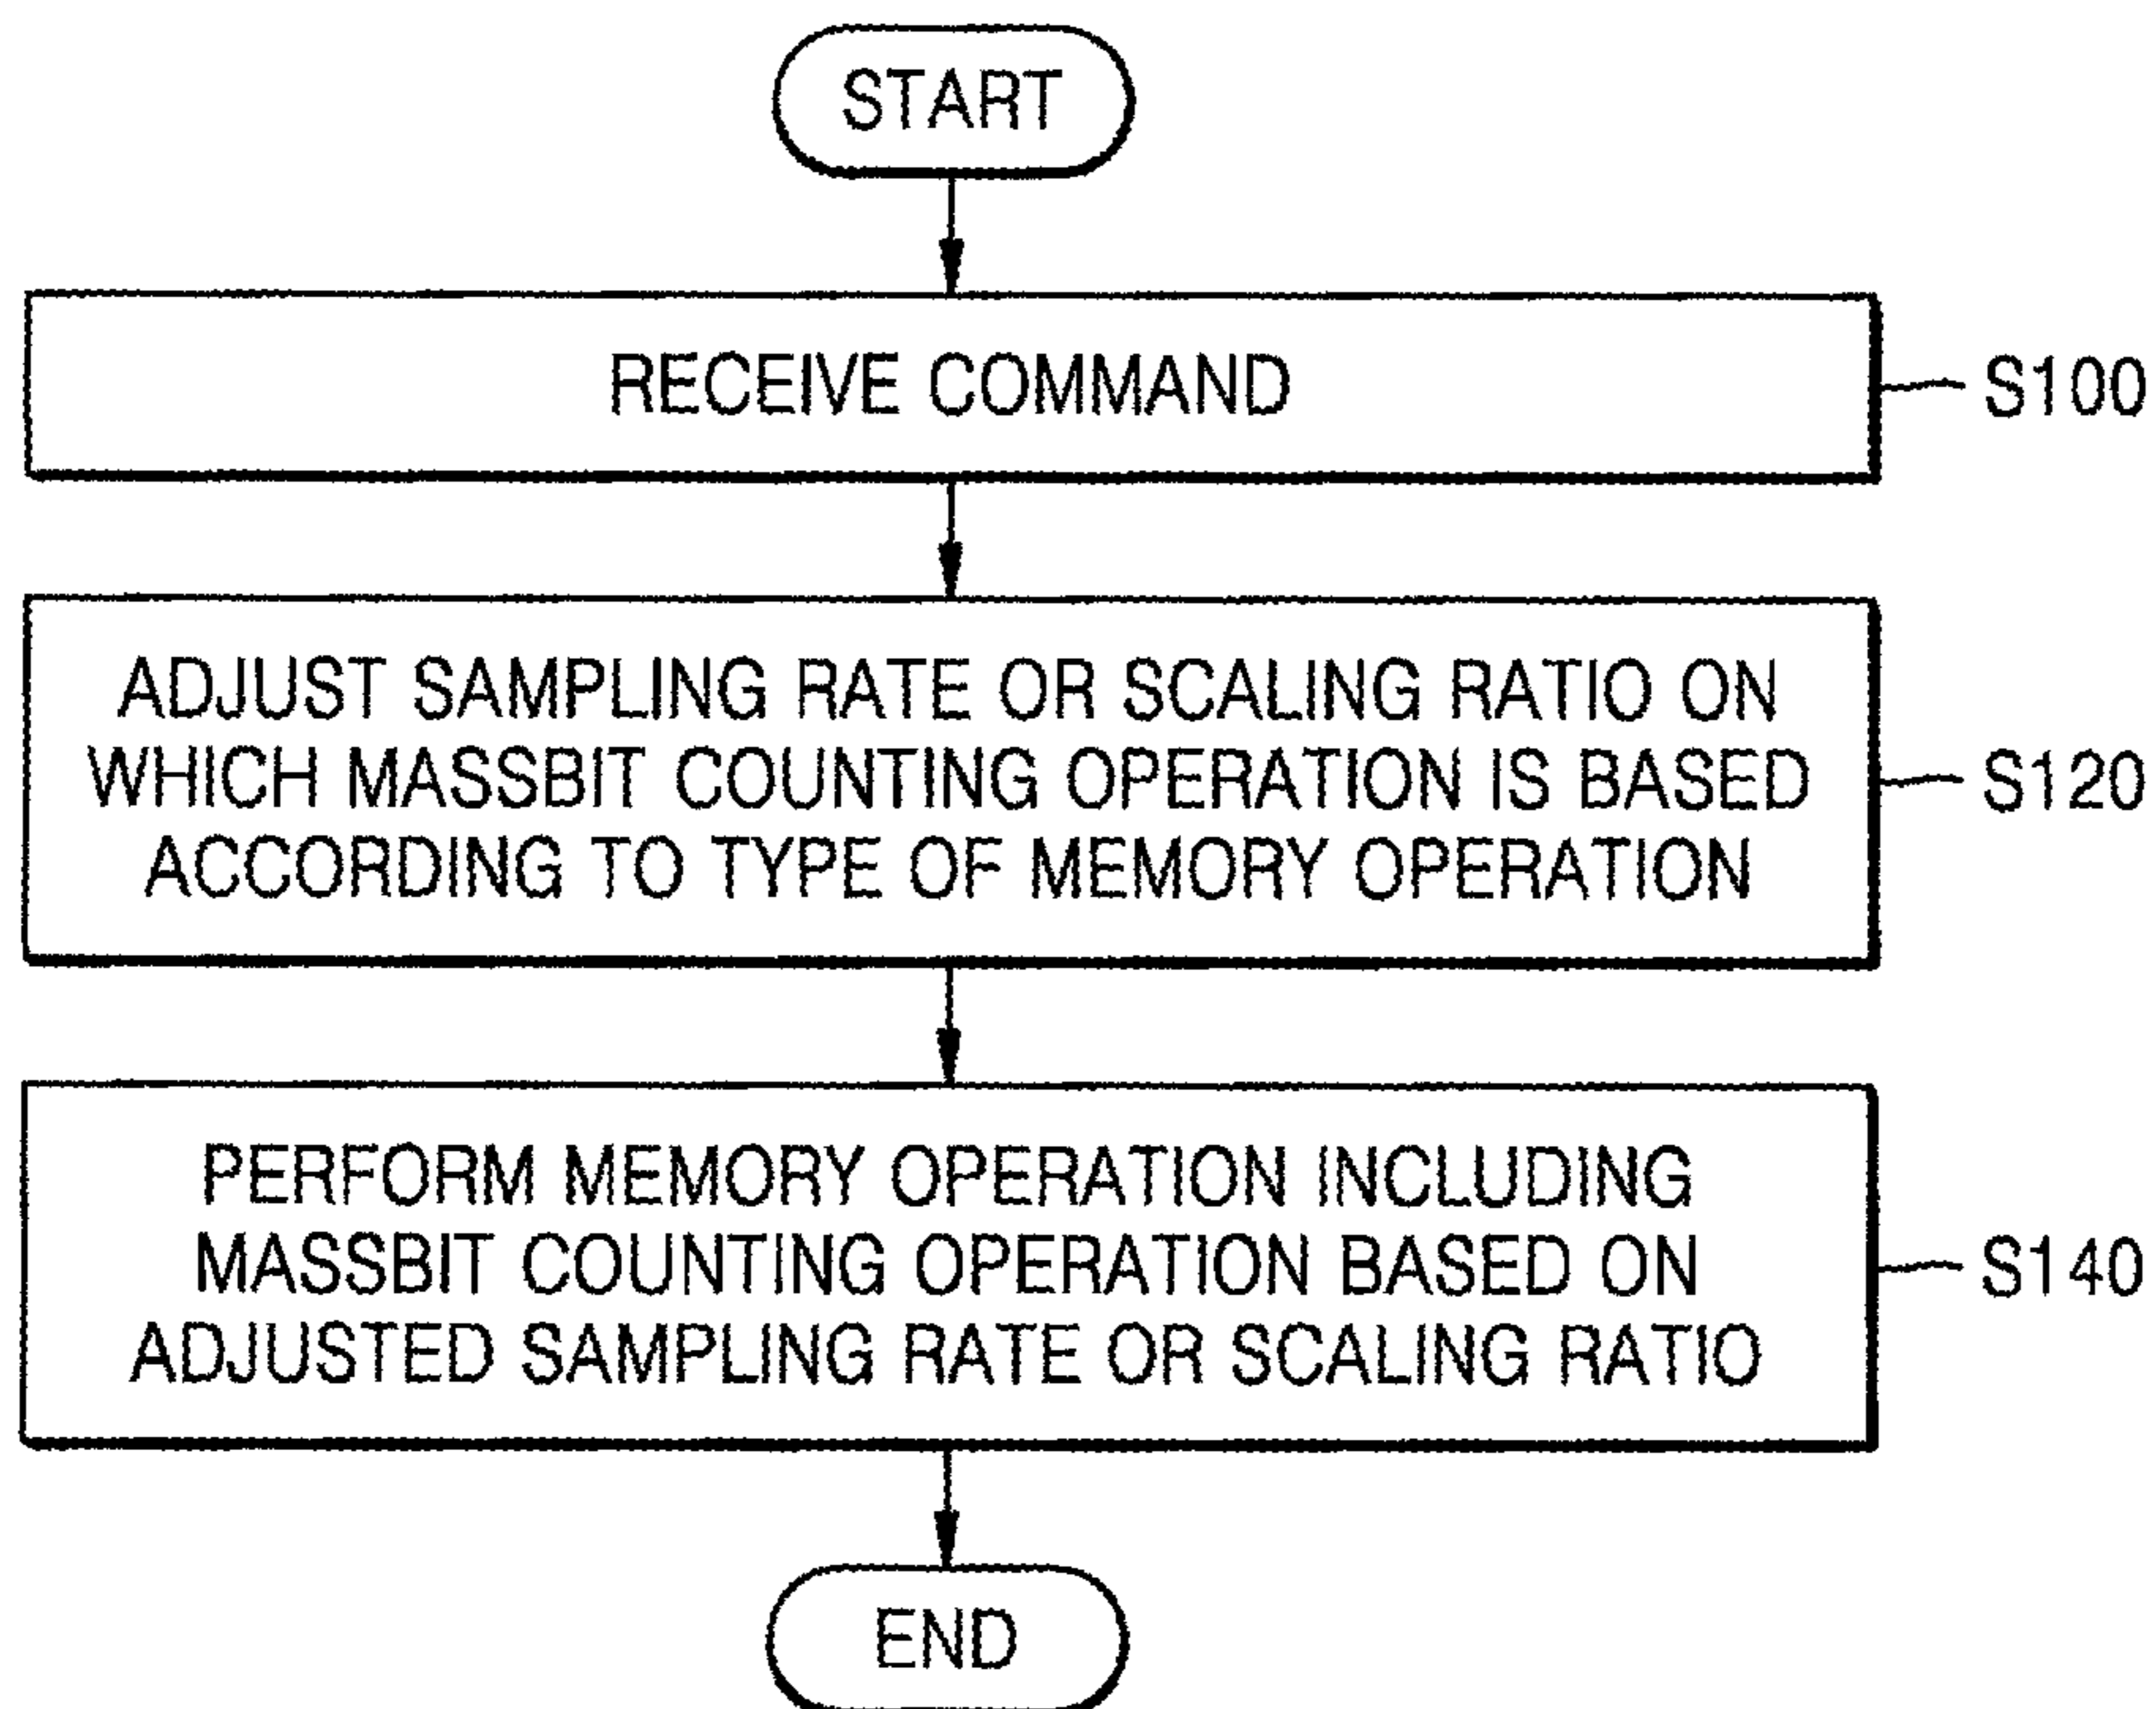 START
RECEIVE COMMAND
S100
ADJUST SAMPLING RATE OR SCALING RATIO ON
WHICH MASSBIT COUNTING OPERATION IS BASED
ACCORDING TO TYPE OF MEMORY OPERATION
S120
PERFORM MEMORY OPERATION INCLUDING
MASSBIT COUNTING OPERATION BASED ON
ADJUSTED SAMPLING RATE OR SCALING RATIO
S140
END